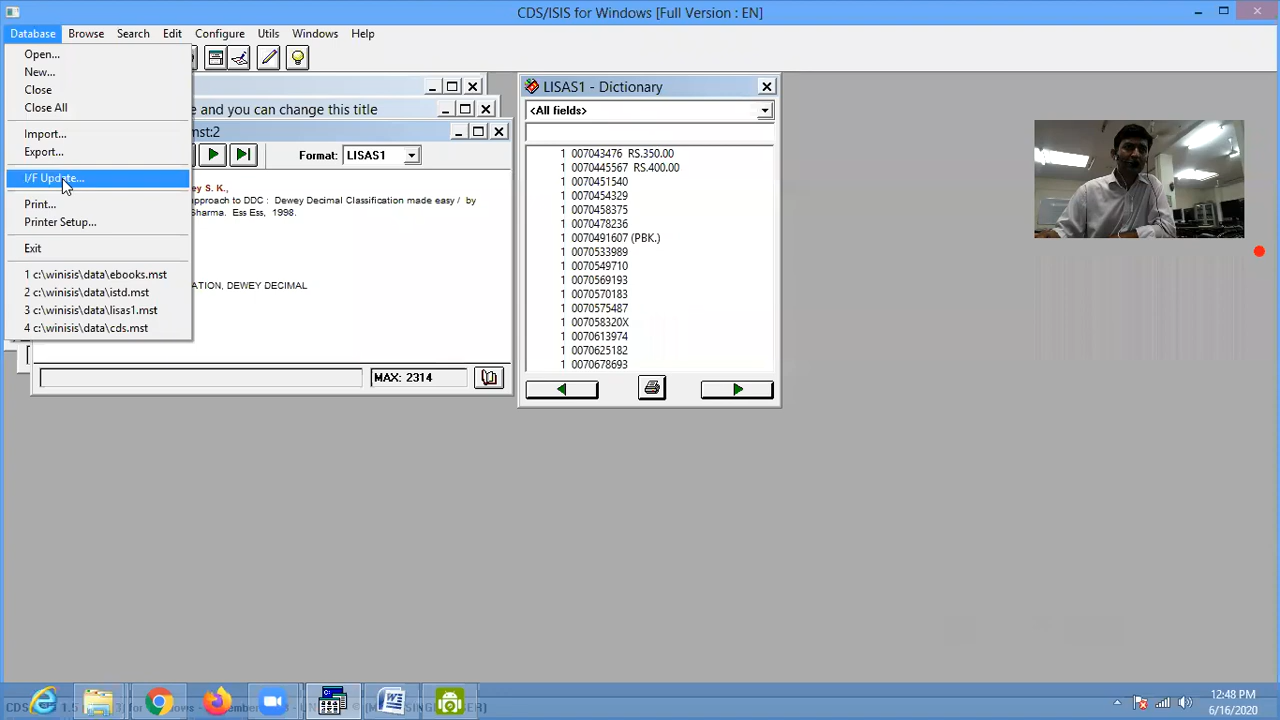 CDS/ISIS for Windows [Full Version : EN]
Database Browse Search Configure Edit Utils Windows Help
Open...
New...
Close
Close All
Import...
Export...
I/F Update...
Print...
Printer Setup...
Exit
1 c:\winisis\data\ebooks.mst
2 c:\winisis\data\istd.mst
3 c:\winisis\data\lisas1.mst
4 c:\winisis\data\cds.mst
e and you can change this title
mst:2
Format: LISAS1
ey S. K.,
pproach to DDC : Dewey Decimal Classification made easy / by
Sharma. Ess Ess, 1998.
ATION, DEWEY DECIMAL
MAX: 2314
LISAS1 - Dictionary
<All fields>
1 007043476 RS.350.00
1 0070445567 RS.400.00
1 0070451540
1 0070454329
1 0070458375
1 0070478236
1 0070491607 (PBK.)
1 0070533989
1 0070549710
1 0070569193
1 0070570183
1 0070575487
1 007058320X
1 0070613974
1 0070625182
1 0070678693
12:48 PM
6/16/2020